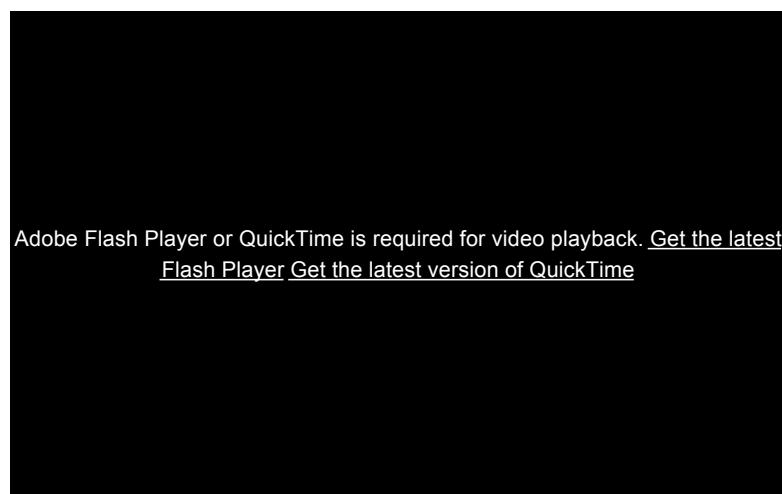 Adobe Flash Player or QuickTime is required for video playback. Get the latest
Flash Player Get the latest version of QuickTime